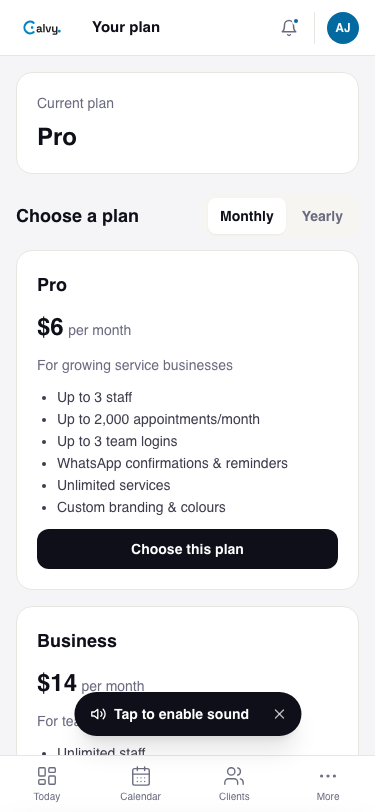 Calvy.
Your plan
AJ
Current plan
Pro
Choose a plan
Monthly
Yearly
Pro
$6 per month
For growing service businesses
• Up to 3 staff
• Up to 2,000 appointments/month
• Up to 3 team logins
• WhatsApp confirmations & reminders
• Unlimited services
• Custom branding & colours
Choose this plan
Business
$14 per month
For
Tap to enable sound
• Unlimited staff
Today
Calendar
Clients
More